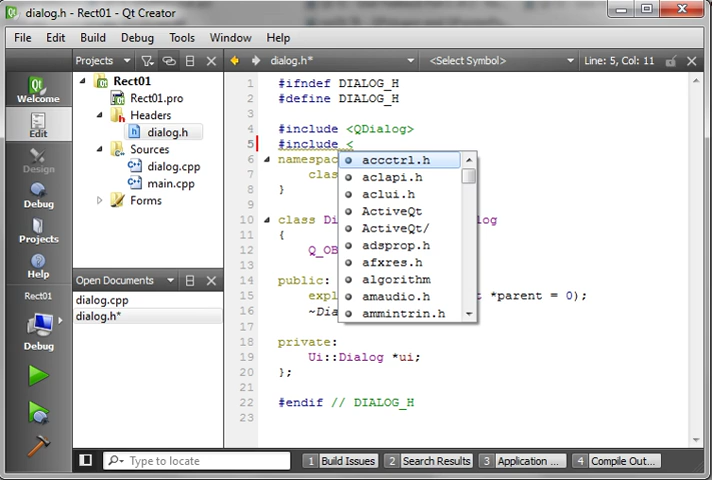 dialog.h - Rect01 - Qt Creator
File Edit Build Debug Tools Window Help
Projects
dialog.h*
<Select Symbol>
Line: 5, Col: 11
Welcome
Edit
Design
Debug
Projects
Help
Rect01
Debug
Rect01
Rect01.pro
Headers
dialog.h
Sources
dialog.cpp
main.cpp
Forms
Open Documents
dialog.cpp
dialog.h*
1 #ifndef DIALOG_H
2 #define DIALOG_H
3
4 #include <QDialog>
5 #include <
6 namespac
7 clas
8 }
9
10 class Di alog
11 {
12 Q_OB
13
14 public:
15 expl t *parent = 0);
16 ~Dia
17
18 private:
19 Ui::Dialog *ui;
20 };
21
22 #endif // DIALOG_H
23
accctrl.h
aclapi.h
aclui.h
ActiveQt
ActiveQt/
adsprop.h
afxres.h
algorithm
amaudio.h
ammintrin.h
Type to locate
1 Build Issues
2 Search Results
3 Application ...
4 Compile Out...